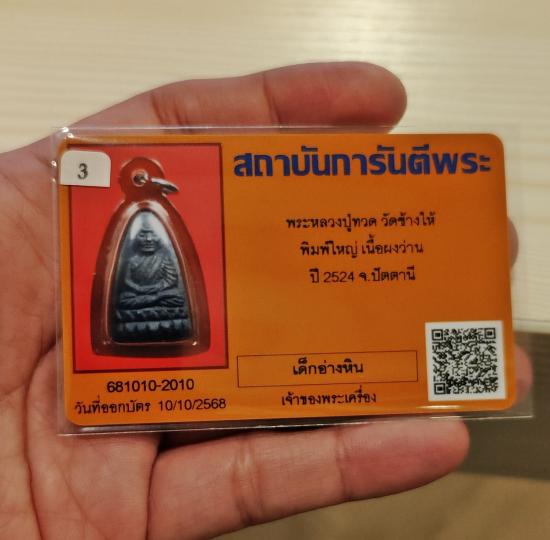 3
สถาบันการันตีพระ
พระหลวงปู่ทวด วัดช้างให้
พิมพ์ใหญ่ เนื้อผงว่าน
ปี 2524 จ.ปัตตานี
เด็กอ่างหิน
เจ้าของพระเครื่อง
681010-2010
วันที่ออกบัตร 10/10/2568